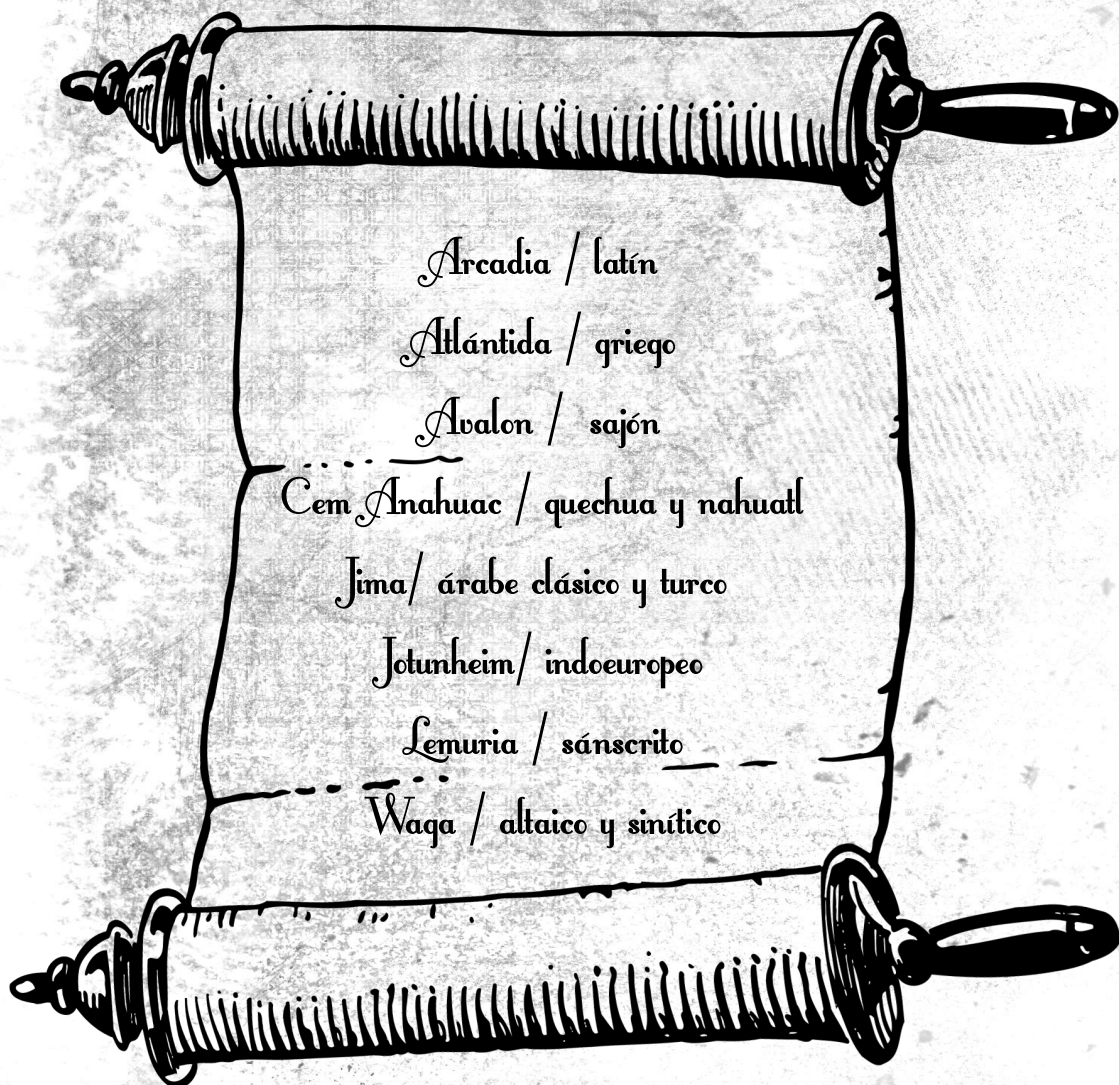 Arcadia / latín
Atlántida / griego
Avalon / sajón
Cem Anahuac / quechua y nahuatl
Jima/ árabe clásico y turco
Jotunheim/ indoeuropeo
Lemuria / sánscrito
Waga / altaico y sinítico